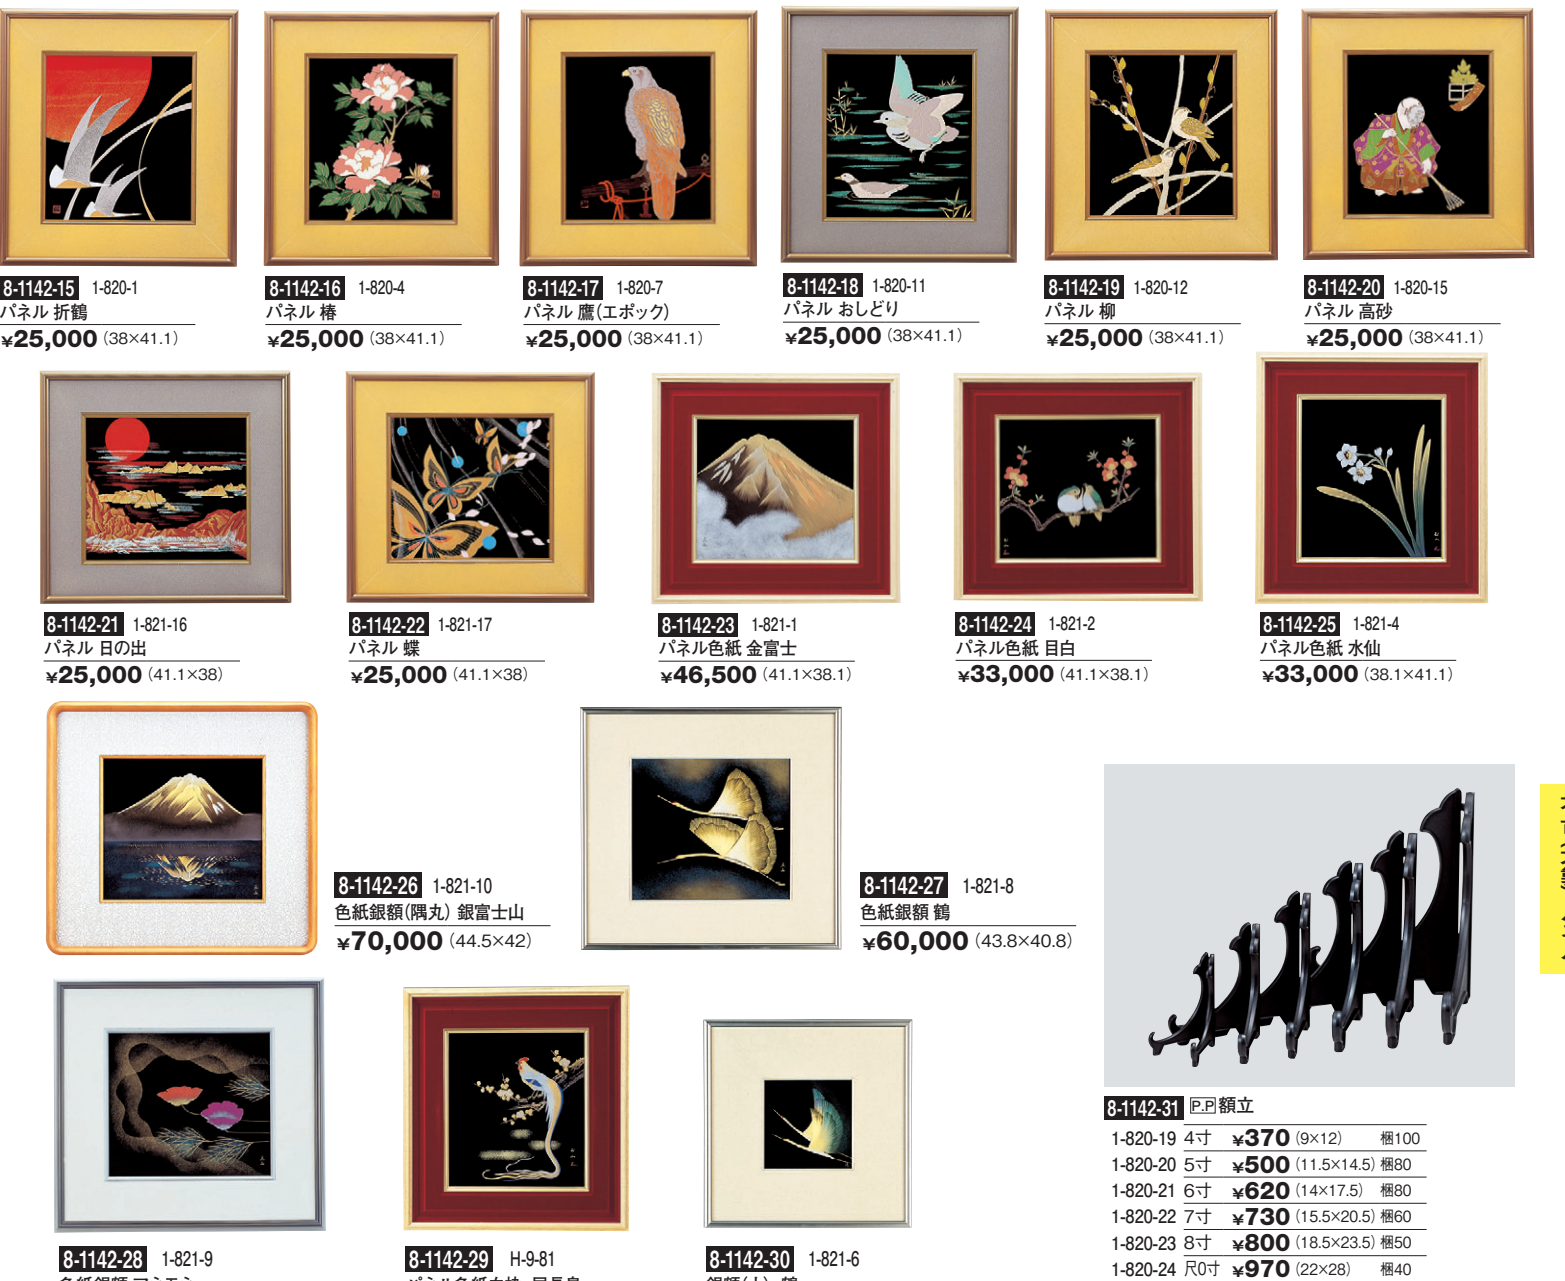 8-1142-15 1-820-1
パネル 折鶴
¥25,000（38×41.1）
8-1142-16 1-820-4
パネル 椿
¥25,000（38×41.1）
8-1142-17 1-820-7
パネル 鷹（エポック）
¥25,000（38×41.1）
8-1142-18 1-820-11
パネル おしどり
¥25,000（38×41.1）
8-1142-19 1-820-12
パネル 柳
¥25,000（38×41.1）
8-1142-20 1-820-15
パネル 高砂
¥25,000（38×41.1）
8-1142-21 1-821-16
パネル 日の出
¥25,000（41.1×38）
8-1142-22 1-821-17
パネル 蝶
¥25,000（41.1×38）
8-1142-23 1-821-1
パネル色紙 金富士
¥46,500（41.1×38.1）
8-1142-24 1-821-2
パネル色紙 目白
¥33,000（41.1×38.1）
8-1142-25 1-821-4
パネル色紙 水仙
¥33,000（38.1×41.1）
8-1142-26 1-821-10
色紙銀額（隅丸） 銀富士山
¥70,000（44.5×42）
8-1142-27 1-821-8
色紙銀額 鶴
¥60,000（43.8×40.8）
8-1142-28 1-821-9
8-1142-29 H-9-81
8-1142-30 1-821-6
8-1142-31 P.P 額立
1-820-19 4寸 ¥370（9×12） 梱100
1-820-20 5寸 ¥500（11.5×14.5） 梱80
1-820-21 6寸 ¥620（14×17.5） 梱80
1-820-22 7寸 ¥730（15.5×20.5） 梱60
1-820-23 8寸 ¥800（18.5×23.5） 梱50
1-820-24 尺0寸 ¥970（22×28） 梱40